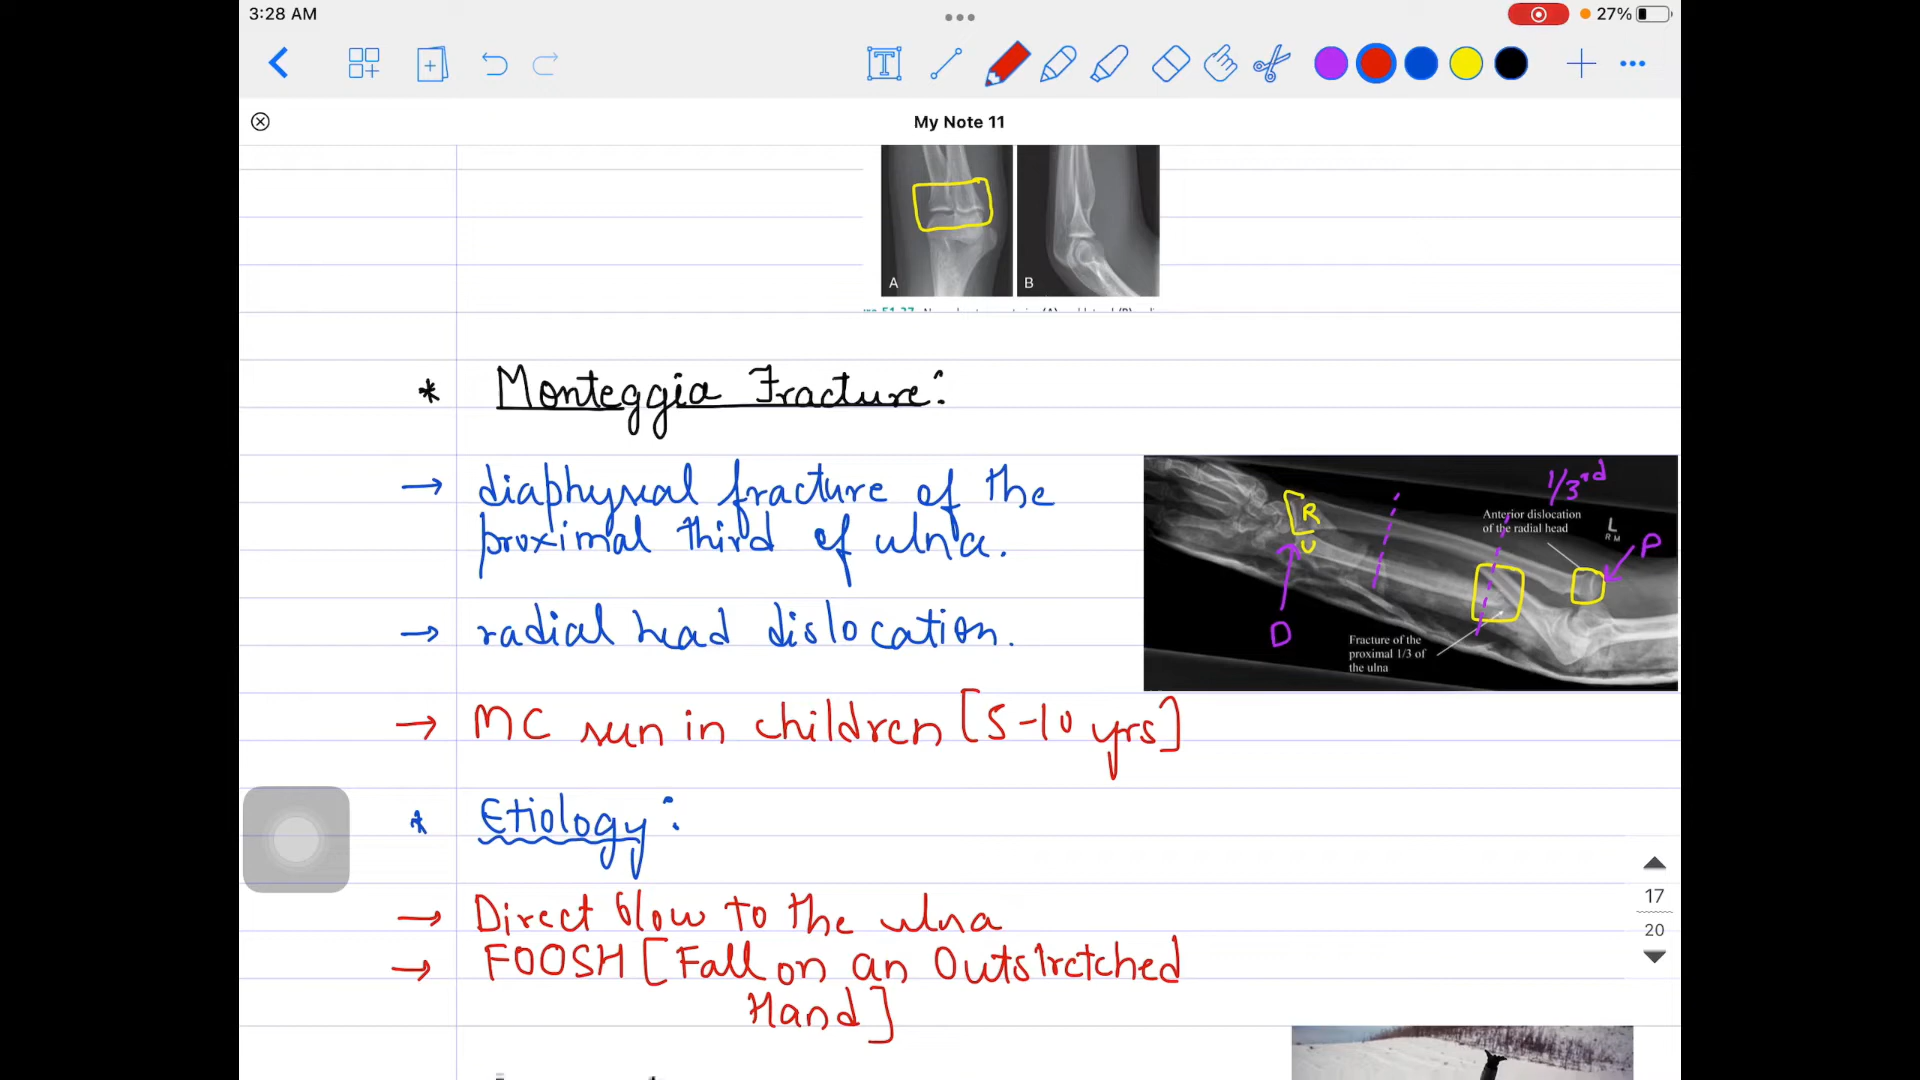 3:28 AM
27%
T
My Note 11
A
B
* Monteggia Fracture:
→ diaphyseal fracture of the
proximal third of ulna.
→ radial head dislocation.
1/3rd
Anterior dislocation
of the radial head
L
R M
P
R
U
D
Fracture of the
proximal 1/3 of
the ulna
→ MC seen in children [5-10 yrs]
* Etiology:
→ Direct blow to the ulna
→ FOOSH [Fall on an Outstretched
Hand]
17
20